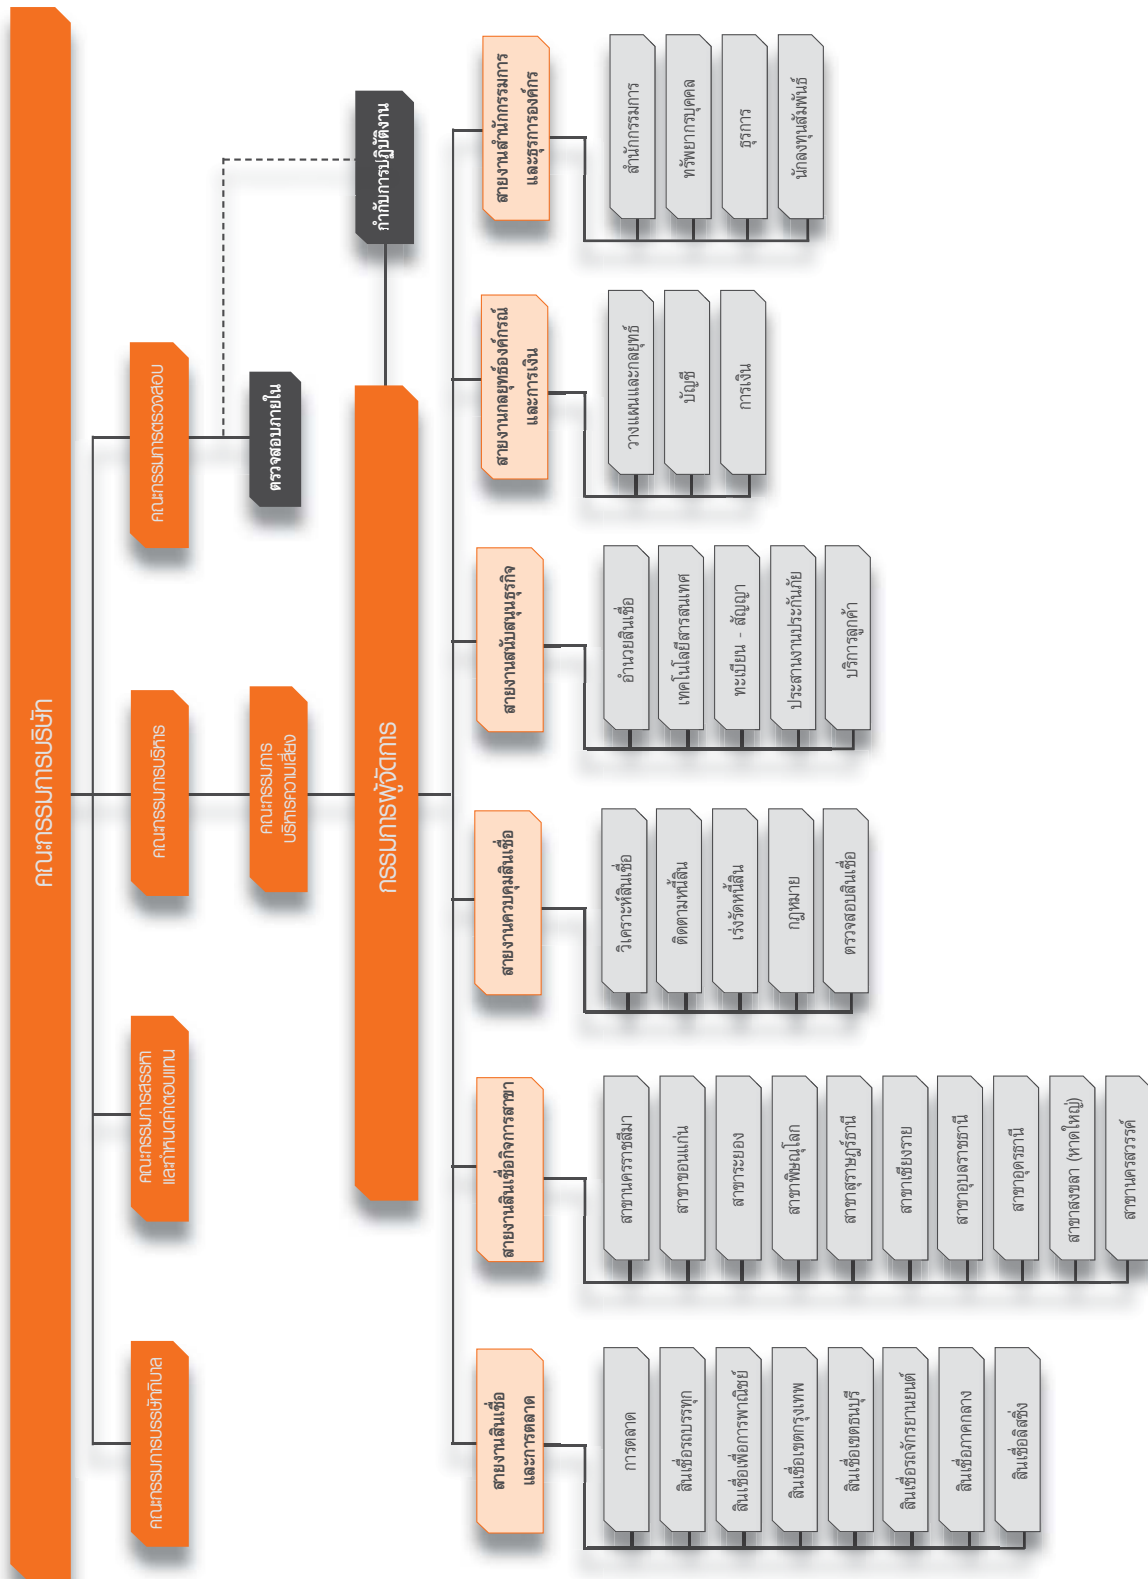 คณะกรรมการบริษัท
คณะกรรมการบรรษัทภิบาล
คณะกรรมการสรรหา
และกำหนดค่าตอบแทน
คณะกรรมการบริหาร
คณะกรรมการตรวจสอบ
คณะกรรมการ
บริหารความเสี่ยง
ตรวจสอบภายใน
กรรมการผู้จัดการ
กำกับการปฏิบัติงาน
สายงานสินเชื่อ
และการตลาด
การตลาด
สินเชื่อรถบรรทุก
สินเชื่อเพื่อการพาณิชย์
สินเชื่อเขตกรุงเทพ
สินเชื่อเขตธนบุรี
สินเชื่อรถจักรยานยนต์
สินเชื่อภาคกลาง
สินเชื่อลิสซิ่ง
สายงานสินเชื่อกิจการสาขา
สาขานครราชสีมา
สาขาขอนแก่น
สาขาระยอง
สาขาพิษณุโลก
สาขาสุราษฎร์ธานี
สาขาเชียงราย
สาขาอุบลราชธานี
สาขาอุดรธานี
สาขาสงขลา (หาดใหญ่)
สาขานครสวรรค์
สายงานควบคุมสินเชื่อ
วิเคราะห์สินเชื่อ
ติดตามหนี้สิน
เร่งรัดหนี้สิน
กฎหมาย
ตรวจสอบสินเชื่อ
สายงานสนับสนุนธุรกิจ
อำนวยสินเชื่อ
เทคโนโลยีสารสนเทศ
ทะเบียน - สัญญา
ประสานงานประกันภัย
บริการลูกค้า
สายงานกลยุทธ์องค์กรณ์
และการเงิน
วางแผนและกลยุทธ์
บัญชี
การเงิน
สายงานสำนักกรรมการ
และธุรการองค์กร
สำนักกรรมการ
ทรัพยากรบุคคล
ธุรการ
นักลงทุนสัมพันธ์